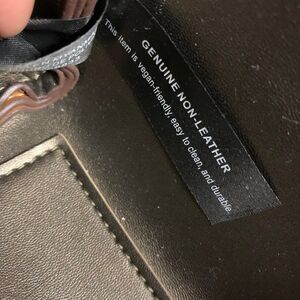 GENUINE NON-LEATHER
This item is vegan-friendly, easy to clean, and durable.